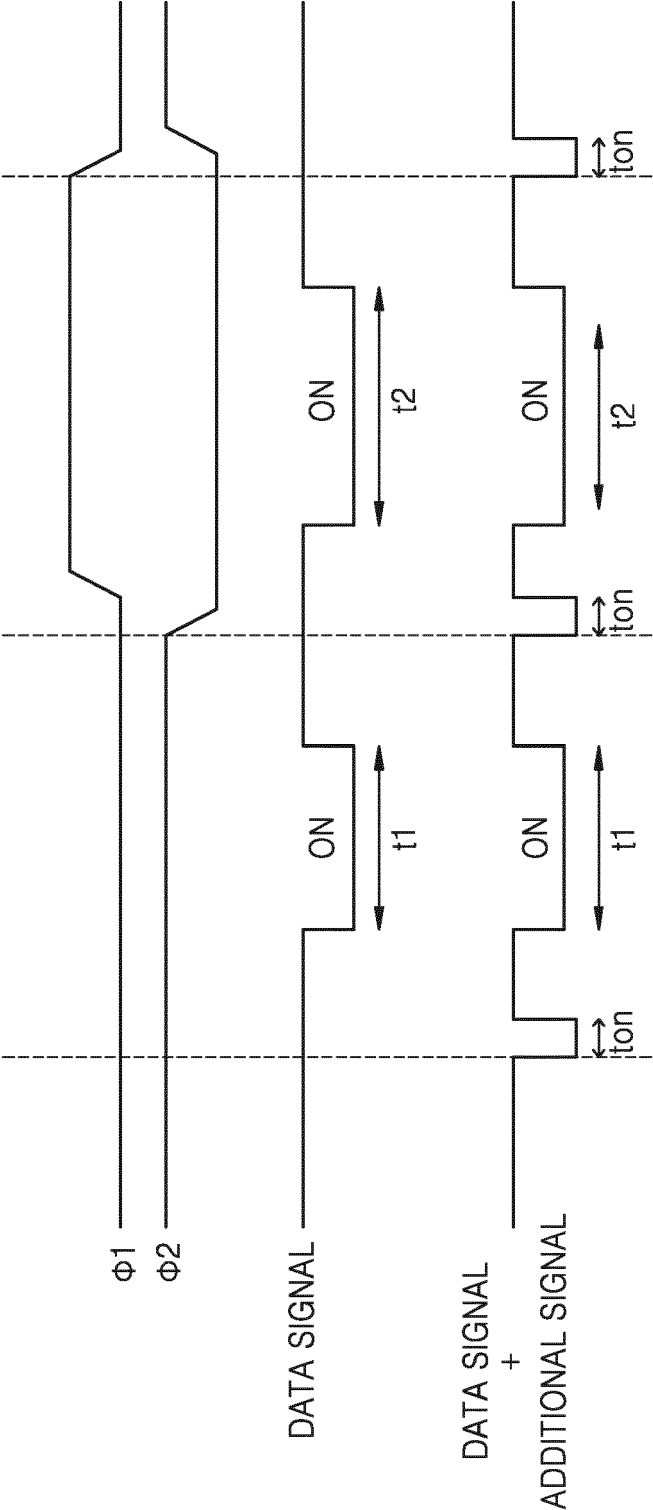 Φ1
Φ2
DATA SIGNAL
ON
ON
t1
t2
DATA SIGNAL
+
ADDITIONAL SIGNAL
ON
ON
ton
t1
ton
t2
ton